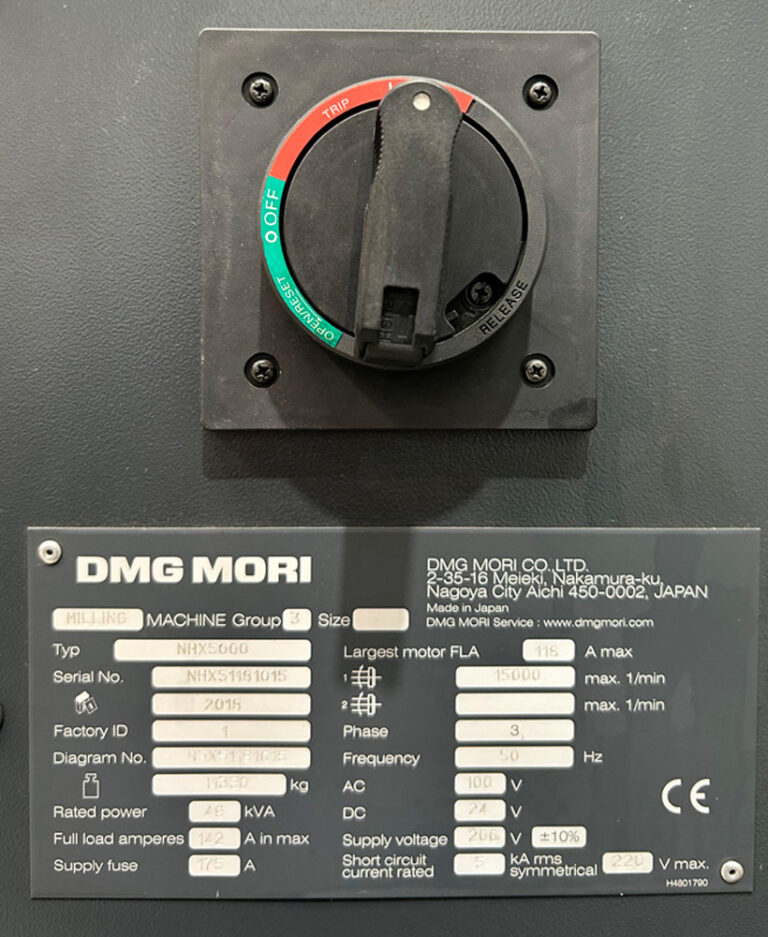 TRIP
I
O OFF
OPEN/RESET
PUSH
RELEASE
DMG MORI
DMG MORI CO., LTD.
2-35-16 Meieki, Nakamura-ku,
Nagoya City Aichi 450-0002, JAPAN
Made in Japan
DMG MORI Service : www.dmgmori.com
MILLING MACHINE Group 3 Size
Typ NHX5000
Serial No. NHX51181015
2018
Factory ID 1
Diagram No. NHX51181015
kg
Rated power 48 kVA
Full load amperes 142 A in max
Supply fuse 175 A
Largest motor FLA 118 A max
1 15000 max. 1/min
2 max. 1/min
Phase 3
Frequency 50 Hz
AC 100 V
DC 24 V
Supply voltage 200 V ±10%
Short circuit current rated 5 kA rms symmetrical 220 V max.
CE
H4801790